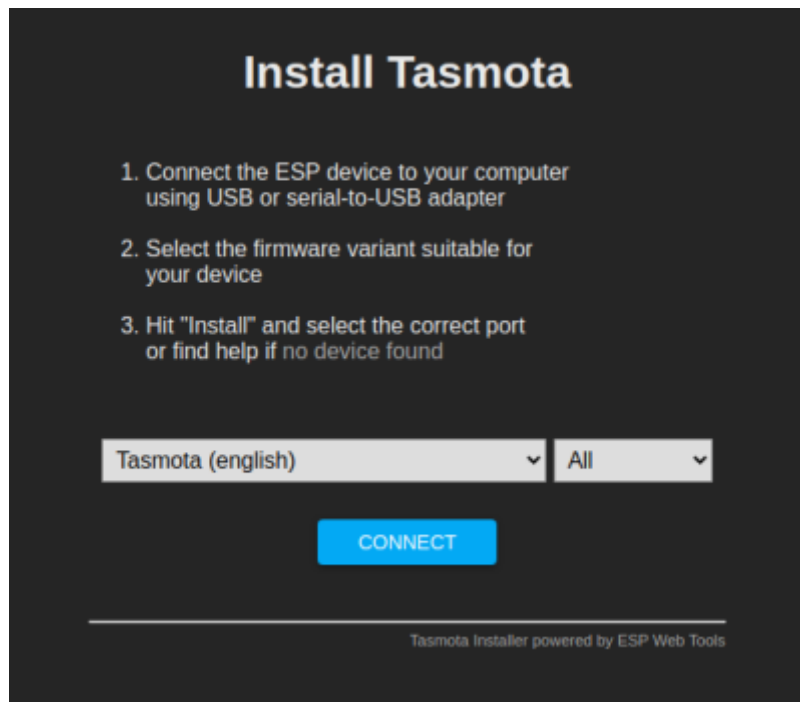 Install Tasmota
1. Connect the ESP device to your computer
using USB or serial-to-USB adapter
2. Select the firmware variant suitable for
your device
3. Hit "Install" and select the correct port
or find help if no device found
Tasmota (english) All
CONNECT
Tasmota Installer powered by ESP Web Tools